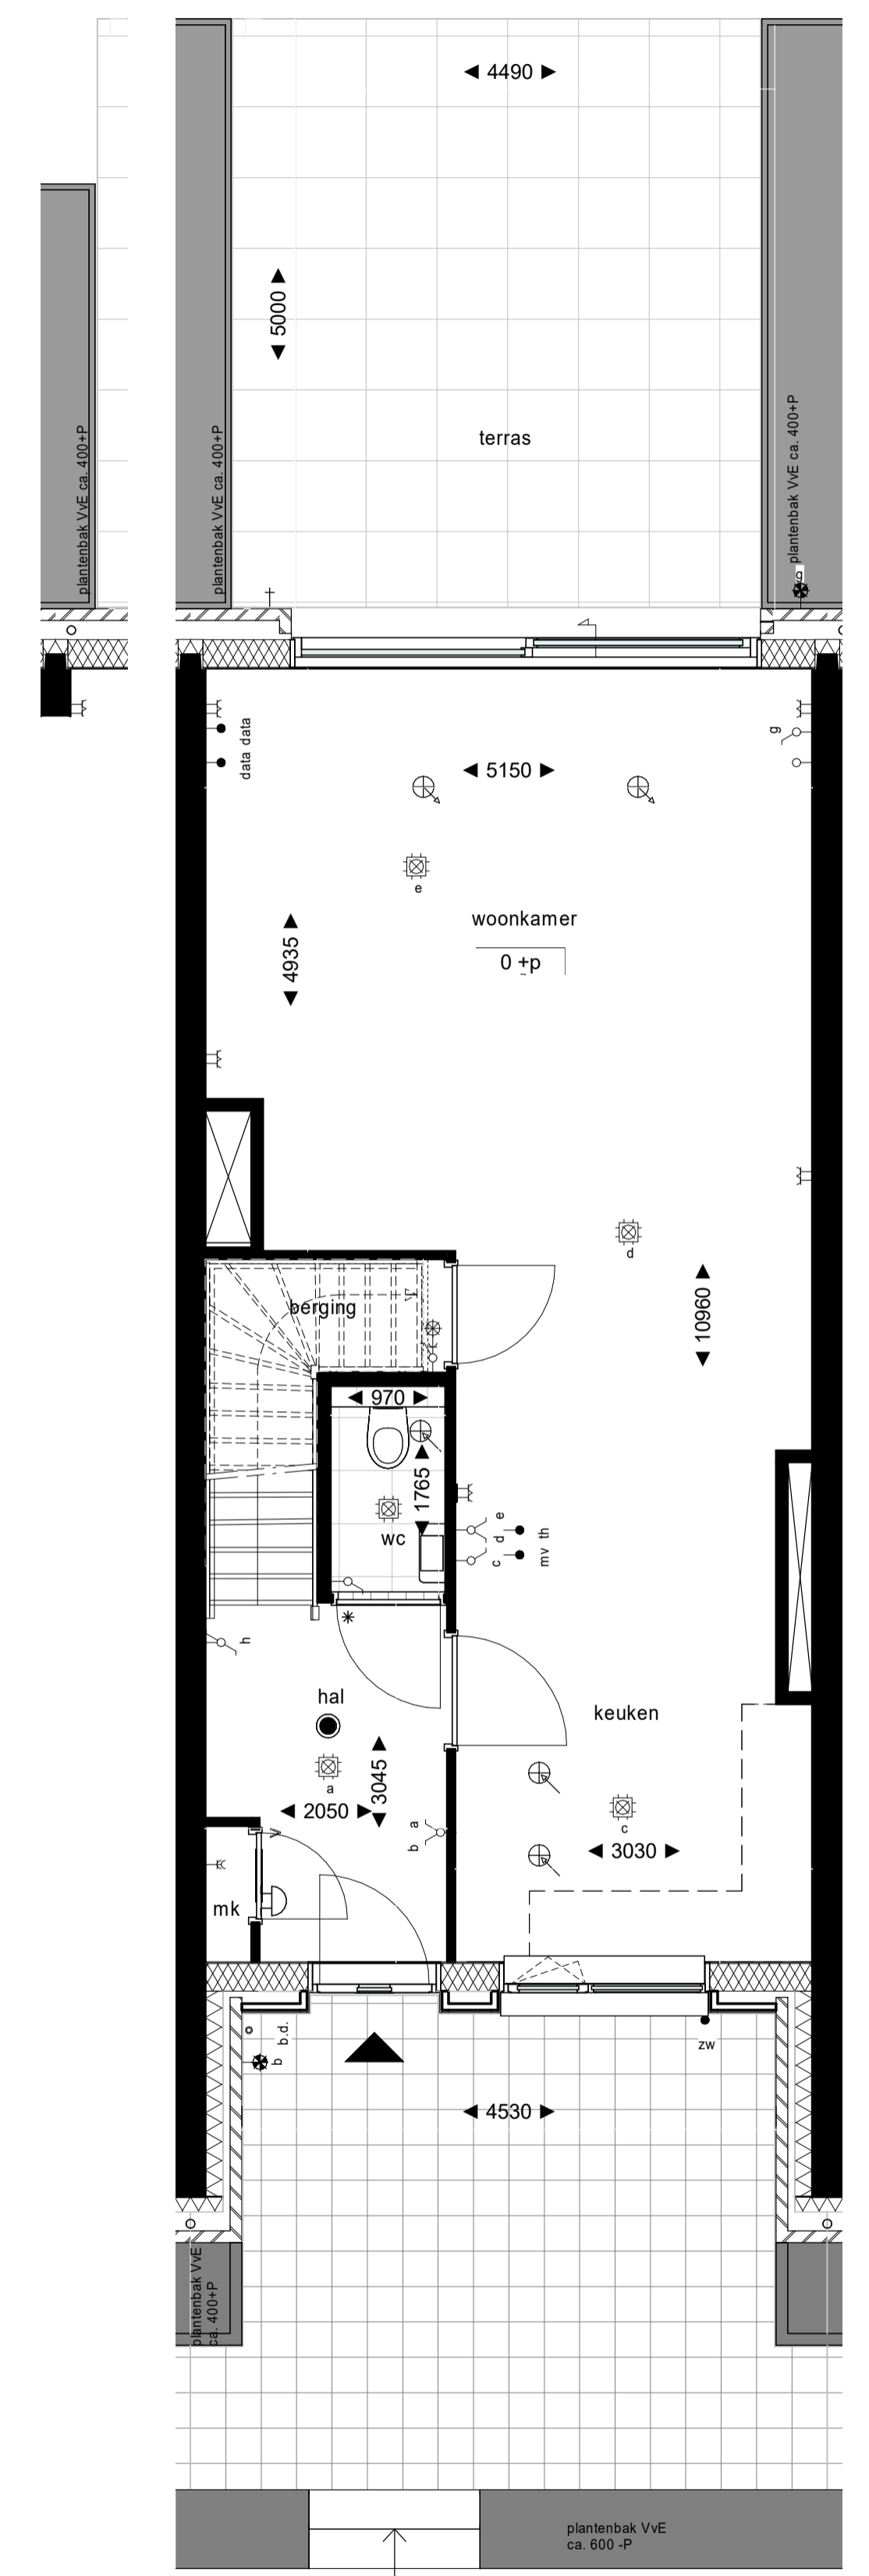 4490
5000
plantenbak VvE ca. 400+P
plantenbak VvE ca. 400+P
plantenbak VvE ca. 400+P
terras
g
data data
g
5150
e
woonkamer
4935
0 +p
d
berging
10960
970
1765
wc
e
d
c
mv th
h
hal
keuken
a
3045
2050
b a
c
3030
mk
b.d.
b
zw
4530
plantenbak VvE
ca. 400+P
plantenbak VvE
ca. 600 -P